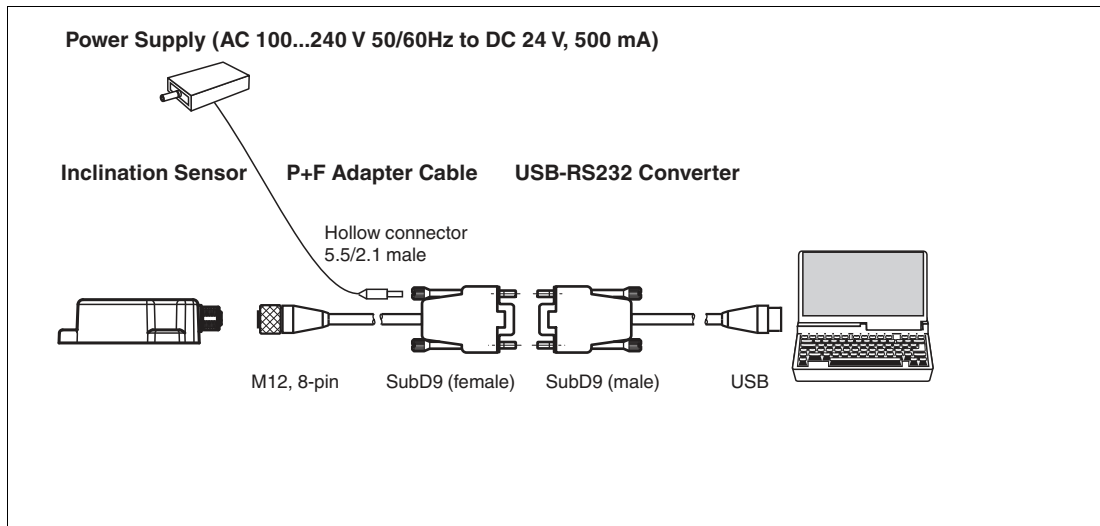 Power Supply (AC 100...240 V 50/60Hz to DC 24 V, 500 mA)
Inclination Sensor
P+F Adapter Cable
USB-RS232 Converter
Hollow connector
5.5/2.1 male
M12, 8-pin
SubD9 (female)
SubD9 (male)
USB